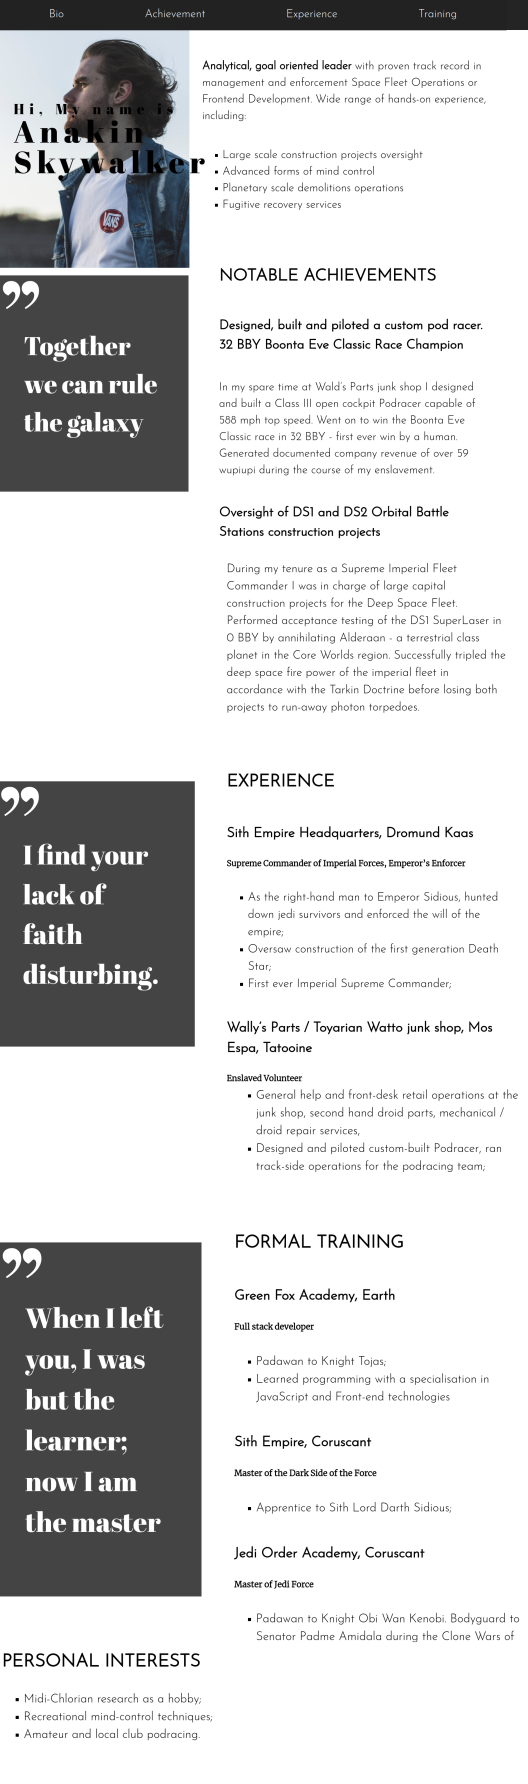 Bio Achievement Experience Training
Hi, My name is
Anakin
Skywalker
VANS
Analytical, goal oriented leader with proven track record in
management and enforcement Space Fleet Operations or
Frontend Development. Wide range of hands-on experience,
including:
▪ Large scale construction projects oversight
▪ Advanced forms of mind control
▪ Planetary scale demolitions operations
▪ Fugitive recovery services
”
Together
we can rule
the galaxy
NOTABLE ACHIEVEMENTS
Designed, built and piloted a custom pod racer.
32 BBY Boonta Eve Classic Race Champion
In my spare time at Wald's Parts junk shop I designed
and built a Class III open cockpit Podracer capable of
588 mph top speed. Went on to win the Boonta Eve
Classic race in 32 BBY - first ever win by a human.
Generated documented company revenue of over 59
wupiupi during the course of my enslavement.
Oversight of DS1 and DS2 Orbital Battle
Stations construction projects
During my tenure as a Supreme Imperial Fleet
Commander I was in charge of large capital
construction projects for the Deep Space Fleet.
Performed acceptance testing of the DS1 SuperLaser in
0 BBY by annihilating Alderaan - a terrestrial class
planet in the Core Worlds region. Successfully tripled the
deep space fire power of the imperial fleet in
accordance with the Tarkin Doctrine before losing both
projects to run-away photon torpedoes.
”
I find your
lack of
faith
disturbing.
EXPERIENCE
Sith Empire Headquarters, Dromund Kaas
Supreme Commander of Imperial Forces, Emperor's Enforcer
▪ As the right-hand man to Emperor Sidious, hunted
down jedi survivors and enforced the will of the
empire;
▪ Oversaw construction of the first generation Death
Star;
▪ First ever Imperial Supreme Commander;
Wally's Parts / Toyarian Watto junk shop, Mos
Espa, Tatooine
Enslaved Volunteer
▪ General help and front-desk retail operations at the
junk shop, second hand droid parts, mechanical /
droid repair services,
▪ Designed and piloted custom-built Podracer, ran
track-side operations for the podracing team;
”
When I left
you, I was
but the
learner;
now I am
the master
FORMAL TRAINING
Green Fox Academy, Earth
Full stack developer
▪ Padawan to Knight Tojas;
▪ Learned programming with a specialisation in
JavaScript and Front-end technologies
Sith Empire, Coruscant
Master of the Dark Side of the Force
▪ Apprentice to Sith Lord Darth Sidious;
Jedi Order Academy, Coruscant
Master of Jedi Force
▪ Padawan to Knight Obi Wan Kenobi. Bodyguard to
Senator Padme Amidala during the Clone Wars of
PERSONAL INTERESTS
▪ Midi-Chlorian research as a hobby;
▪ Recreational mind-control techniques;
▪ Amateur and local club podracing.